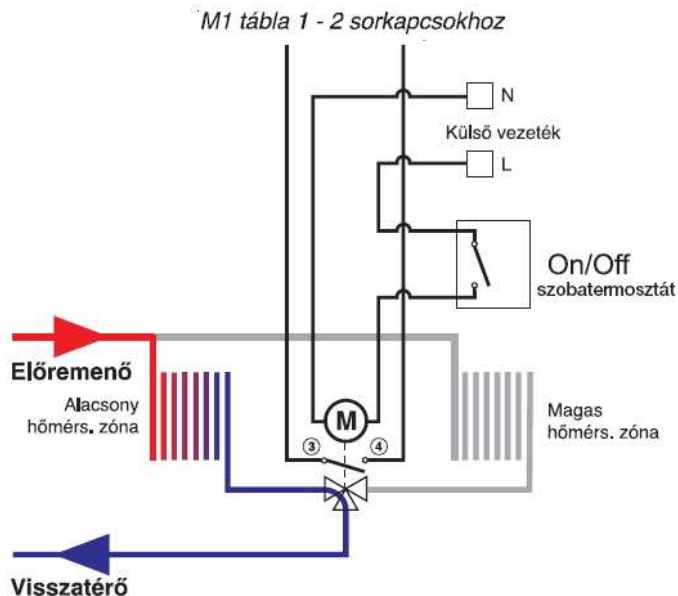 M1 tábla 1 - 2 sorkapcsokhoz
N
Külső vezeték
L
On/Off
szobatermosztát
Előremenő
Alacsony
hőmérs. zóna
M
Magas
hőmérs. zóna
3
4
Visszatérő